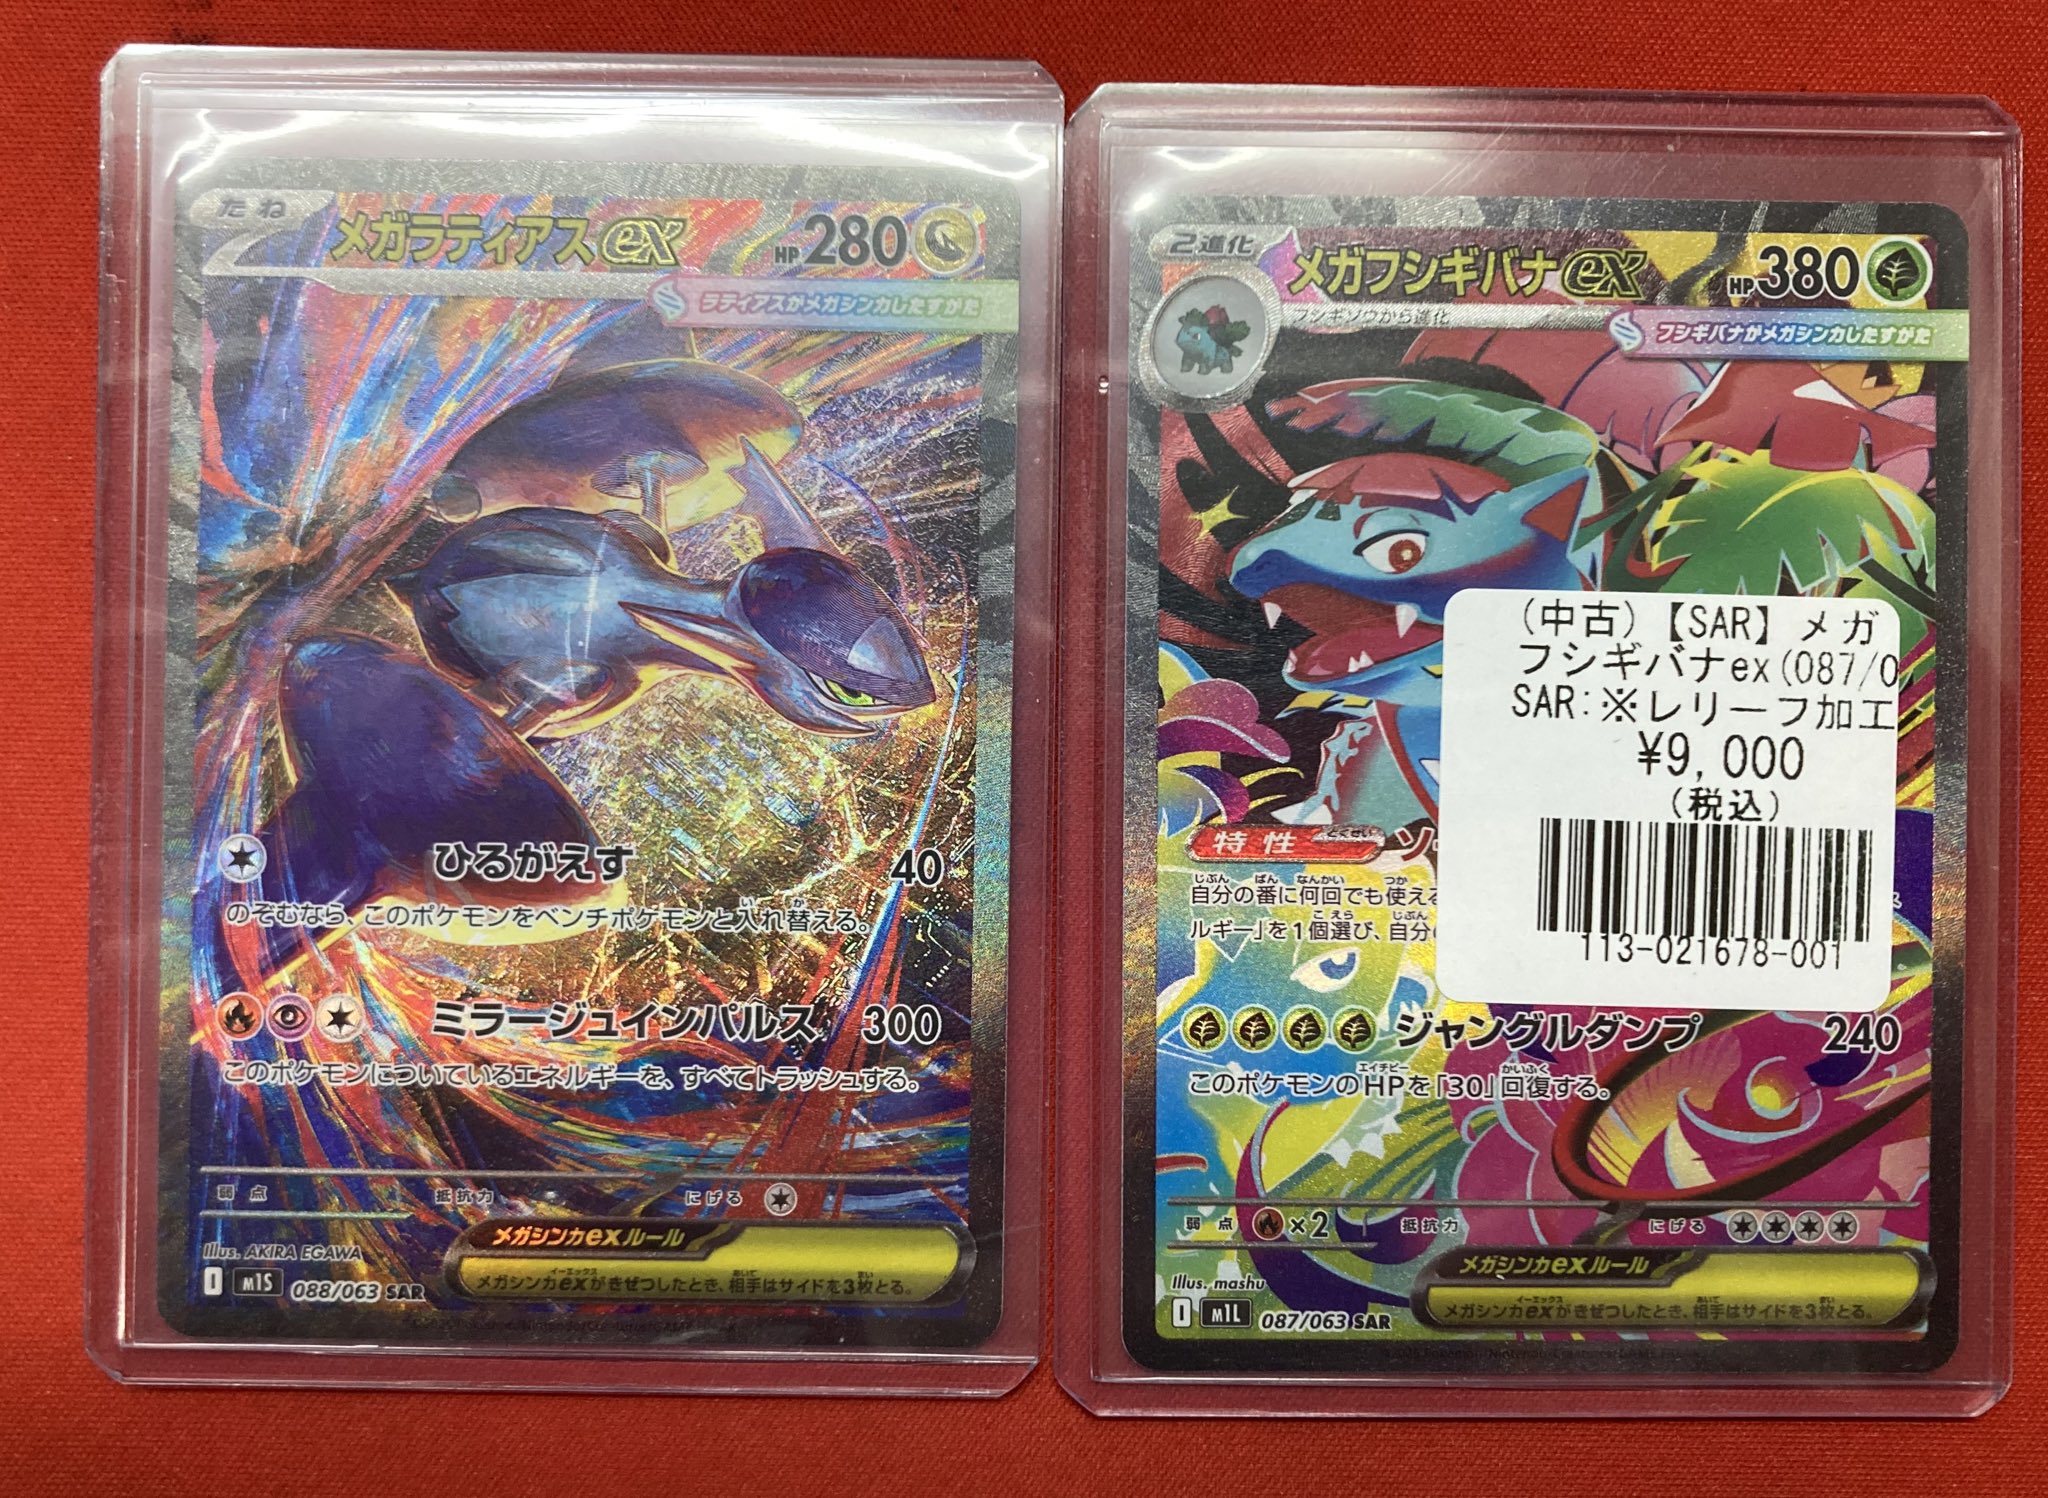 たね
メガラティアスex
HP280
ラティアスがメガシンカしたすがた
ひるがえす 40
のぞむなら、このポケモンをベンチポケモンと入れ替える。
ミラージュインパルス 300
このポケモンについているエネルギーを、すべてトラッシュする。
弱点 抵抗力 にげる
メガシンカexルール
メガシンカexがきぜつしたとき、相手はサイドを3枚とる。
Illus. AKIRA EGAWA
I M1S 088/063 SAR
2進化
メガフシギバナex
HP380
フシギソウから進化
フシギバナがメガシンカしたすがた
(中古)【SAR】メガ
フシギバナex(087/0
SAR:※レリーフ加工
¥9,000
(税込)
113-021678-001
特性 ソ
自分の番に何回でも使え
ルギー」を1個選び、自分
ジャングルダンプ 240
このポケモンのHPを「30」回復する。
弱点 ×2 抵抗力 にげる
メガシンカexルール
メガシンカexがきぜつしたとき、相手はサイドを3枚とる。
Illus. mashu
I M1L 087/063 SAR